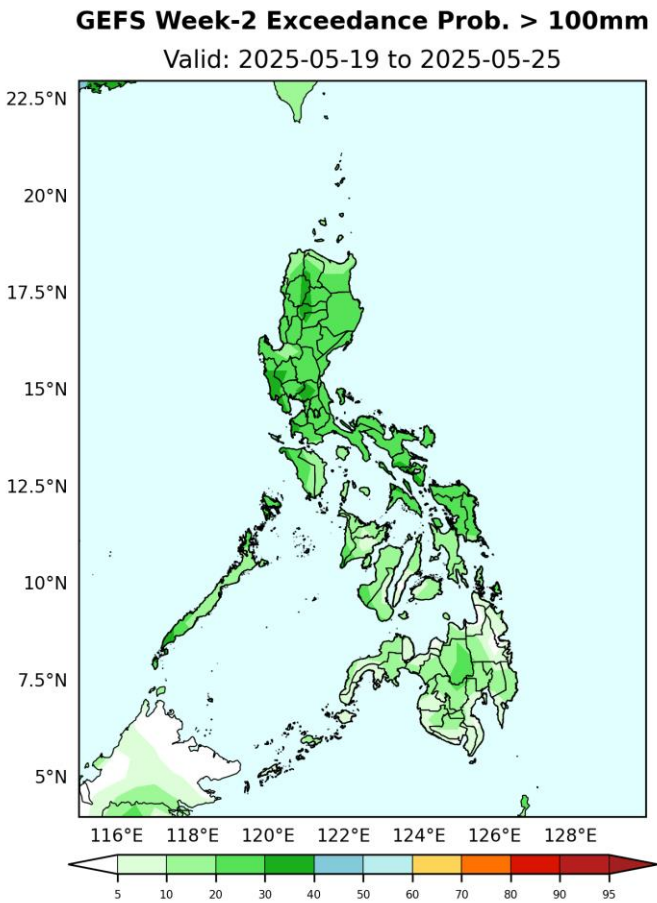 GEFS Week-2 Exceedance Prob. > 100mm
Valid: 2025-05-19 to 2025-05-25
22.5°N
20°N
17.5°N
15°N
12.5°N
10°N
7.5°N
5°N
116°E 118°E 120°E 122°E 124°E 126°E 128°E
5 10 20 30 40 50 60 70 80 90 95